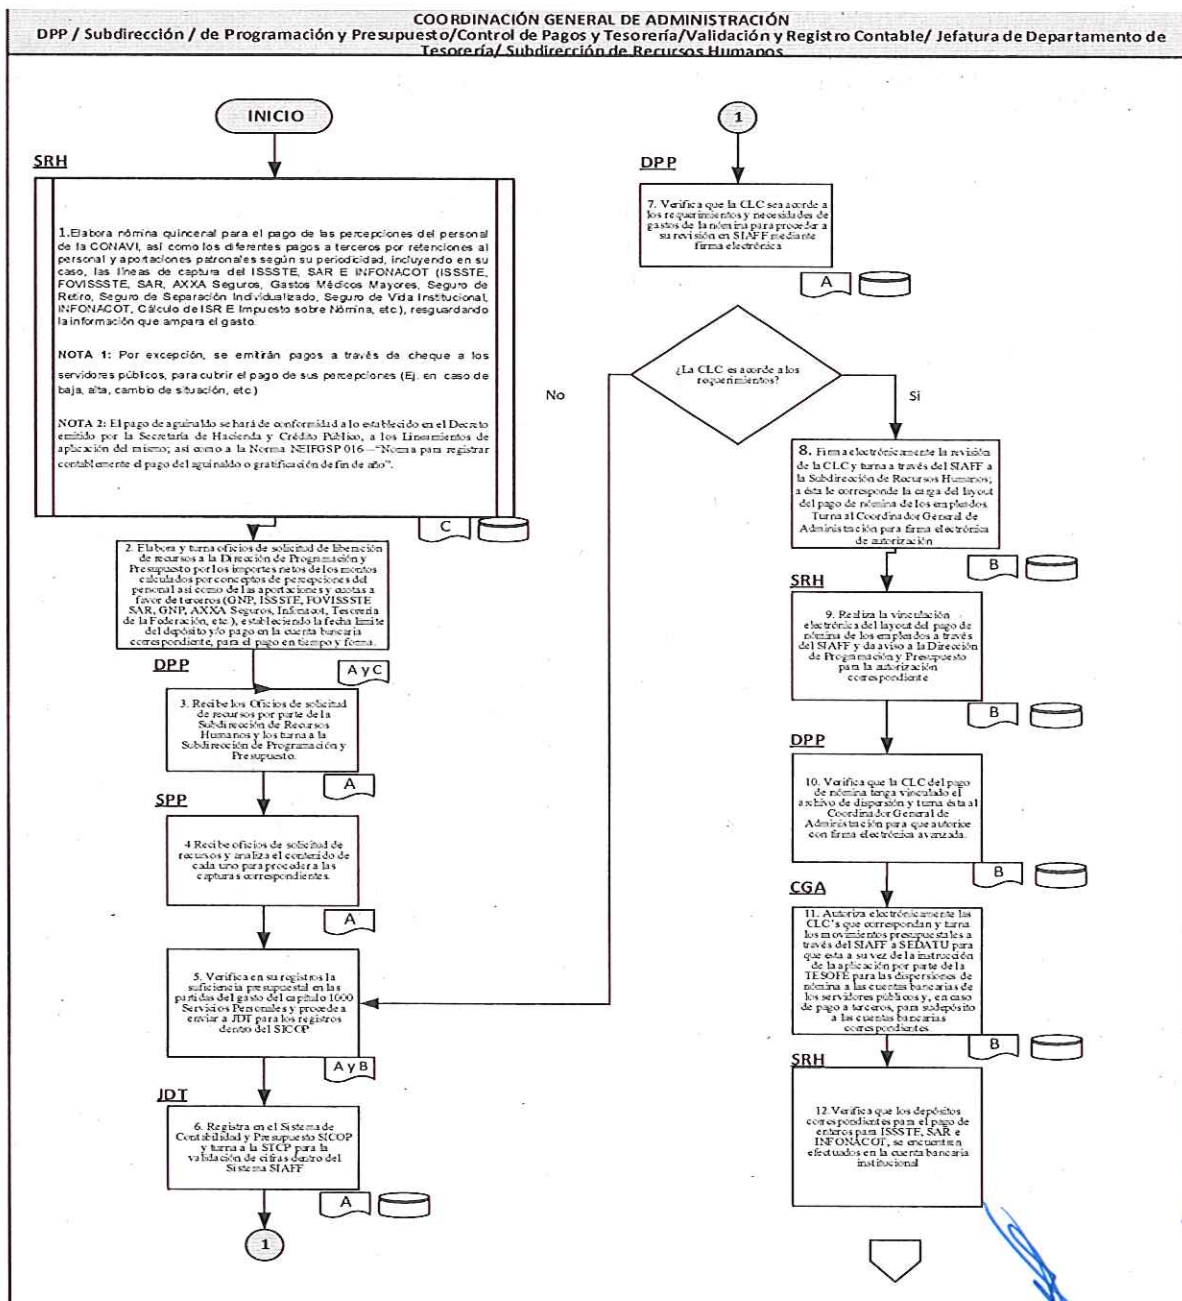 COORDINACIÓN GENERAL DE ADMINISTRACIÓN
DPP / Subdirección / de Programación y Presupuesto/Control de Pagos y Tesorería/Validación y Registro Contable/ Jefatura de Departamento de
Tesorería/ Subdirección de Recursos Humanos
INICIO
SRH
1.Elabora nómina quincenal para el pago de las percepciones del personal
de la CONAVI, así como los diferentes pagos a terceros por retenciones al
personal y aportaciones patronales según su periodicidad, incluyendo en su
caso, las líneas de captura del ISSSTE, SAR E INFONACOT (ISSSTE,
FOVISSSTE, SAR, AXXA Seguros, Gastos Médicos Mayores, Seguro de
Retiro, Seguro de Separación Individualizado, Seguro de Vida Institucional,
INFONACOT, Cálculo de ISR E Impuesto sobre Nómina, etc), resguardando
la información que ampara el gasto.
NOTA 1: Por excepción, se emitirán pagos a través de cheque a los
servidores públicos, para cubrir el pago de sus percepciones (Ej. en caso de
baja, alta, cambio de situación, etc)
NOTA 2: El pago de aguinaldo se hará de conformidad a lo establecido en el Decreto
emitido por la Secretaría de Hacienda y Crédito Público, a los Lineamientos de
aplicación del mismo; así como a la Norma NEIFGSP 016—"Norma para registrar
contablemente el pago del aguinaldo o gratificación de fin de año".
C
2. Elabora y turna oficios de solicitud de liberación
de recursos a la Dirección de Programación y
Presupuesto por los importes netos de los montos
calculados por conceptos de percepciones del
personal así como de las aportaciones y cuotas a
favor de terceros (GNP, ISSSTE, FOVISSSTE
SAR, GNP, AXXA Seguros, Infonacot, Tesorería
de la Federación, etc), estableciendo la fecha límite
del depósito y/o pago en la cuenta bancaria
correspondiente, para el pago en tiempo y forma.
A y C
DPP
3. Recibe los Oficios de solicitud
de recursos por parte de la
Subdirección de Recursos
Humanos y los turna a la
Subdirección de Programación y
Presupuesto.
A
SPP
4 Recibe oficios de solicitud de
recursos y analiza el contenido de
cada uno para proceder a las
capturas correspondientes.
A
5. Verifica en su registros la
suficiencia presupuestal en las
partidas del gasto del capítulo 1000
Servicios Personales y procede a
enviar a JDT para los registros
dentro del SICOP
A y B
JDT
6. Registra en el Sistema de
Contabilidad y Presupuesto SICOP
y turna a la STCP para la
validación de cifras dentro del
Sistema SIAFF
A
1
1
DPP
7. Verifica que la CLC sea acorde a
los requerimientos y necesidades de
gastos de la nómina para proceder a
su revisión en SIAFF mediante
firma electrónica
A
¿La CLC es acorde a los
requerimientos?
No
Si
8. Firma electrónicamente la revisión
de la CLC y turna a través del SIAFF a
la Subdirección de Recursos Humanos;
a ésta le corresponde la carga del layout
del pago de nómina de los empleados.
Turna al Coordinador General de
Administración para firma electrónica
de autorización
B
SRH
9. Realiza la vinculación
electrónica del layout del pago de
nómina de los empleados a través
del SIAFF y da aviso a la Dirección
de Programación y Presupuesto
para la autorización
correspondiente
B
DPP
10. Verifica que la CLC del pago
de nómina tenga vinculado el
archivo de dispersión y turna ésta al
Coordinador General de
Administración para que autorice
con firma electrónica avanzada.
B
CGA
11. Autoriza electrónicamente las
CLC's que correspondan y turna
los movimientos presupuestales a
través del SIAFF a SEDATU para
que esta a su vez de la instrucción
de la aplicación por parte de la
TESOFE para las dispersiones de
nómina a las cuentas bancarias de
los servidores públicos y, en caso de
pago a terceros, para su depósito
a las cuentas bancarias
correspondientes
B
SRH
12. Verifica que los depósitos
correspondientes para el pago de
enteros para ISSSTE, SAR e
INFONACOT, se encuentren
efectuados en la cuenta bancaria
institucional